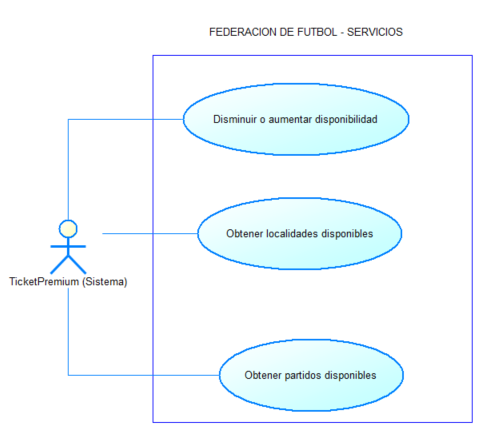 FEDERACION DE FUTBOL - SERVICIOS
Disminuir o aumentar disponibilidad
Obtener localidades disponibles
TicketPremium (Sistema)
Obtener partidos disponibles